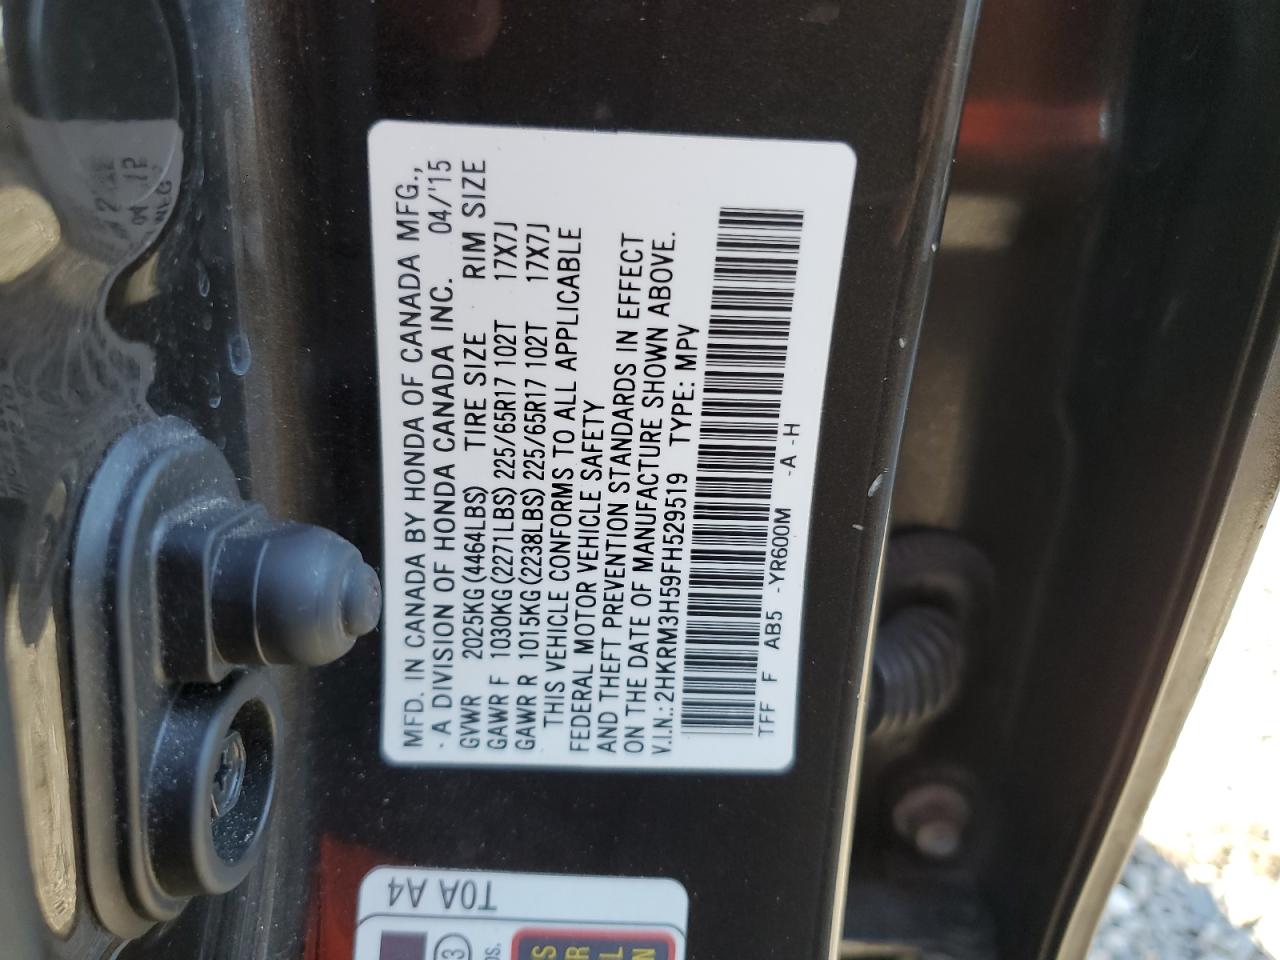 MFD. IN CANADA BY HONDA OF CANADA MFG.,
- A DIVISION OF HONDA CANADA INC. 04/'15
GVWR 2025KG(4464LBS) TIRE SIZE RIM SIZE
GAWR F 1030KG(2271LBS) 225/65R17 102T 17X7J
GAWR R 1015KG(2238LBS) 225/65R17 102T 17X7J
THIS VEHICLE CONFORMS TO ALL APPLICABLE
FEDERAL MOTOR VEHICLE SAFETY
AND THEFT PREVENTION STANDARDS IN EFFECT
ON THE DATE OF MANUFACTURE SHOWN ABOVE.
V.I.N.: 2HKRM3H59FH529519 TYPE: MPV
TFF F AB5 -YR600M -A -H
T0A A4
3